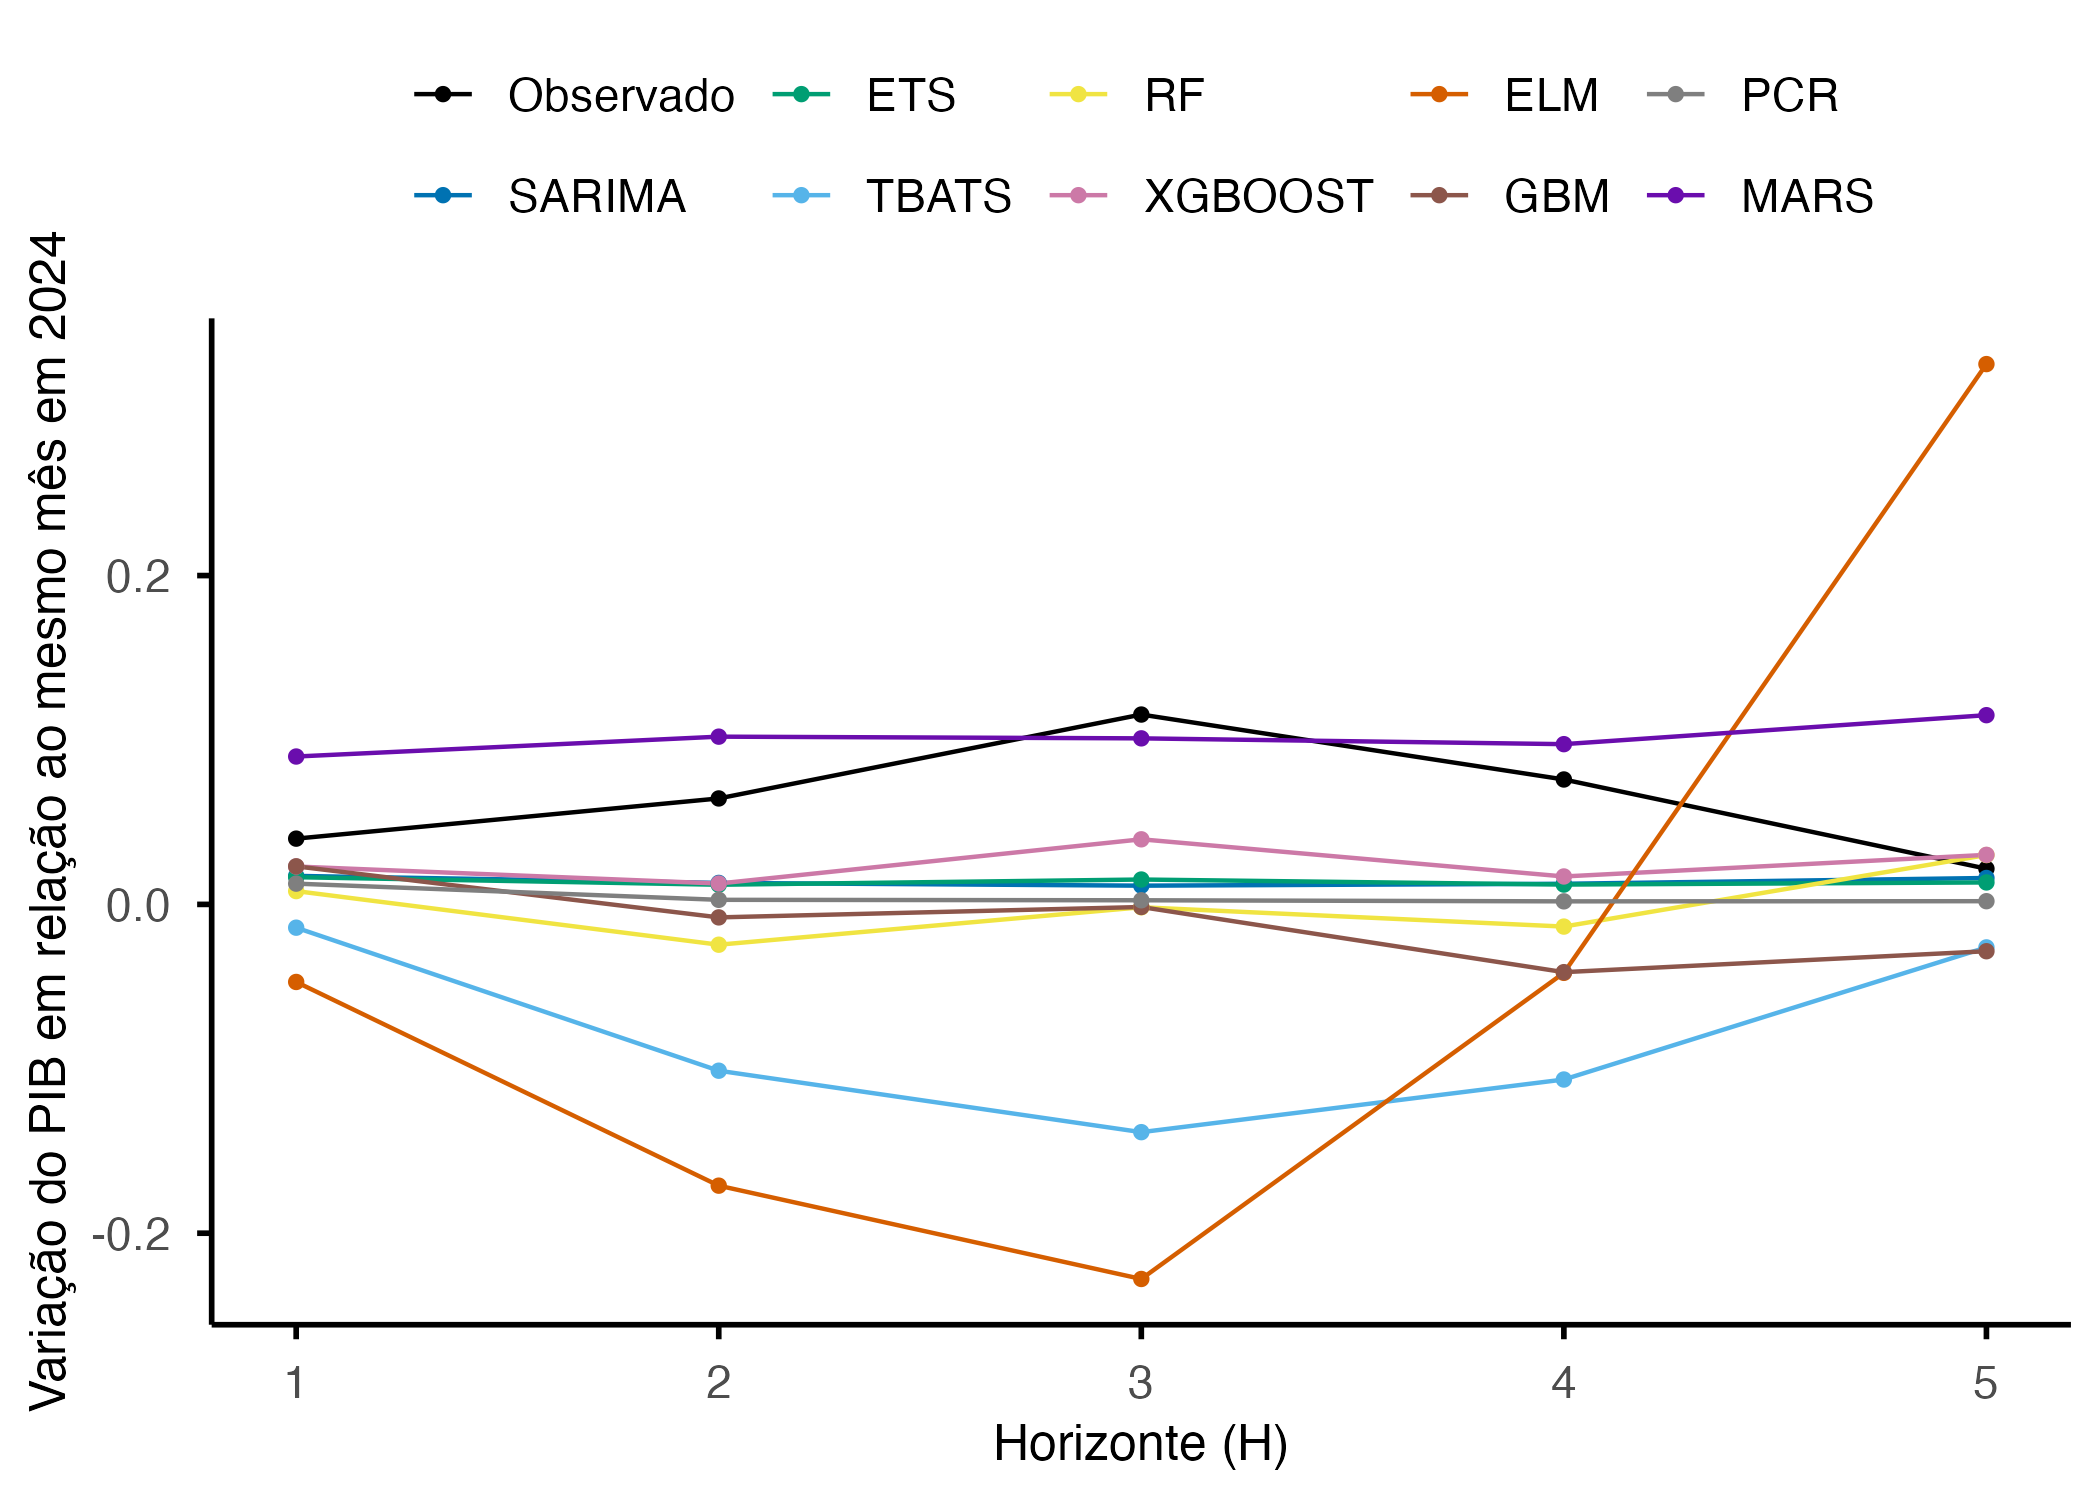 Observado ETS RF ELM PCR
SARIMA TBATS XGBOOST GBM MARS
Variação do PIB em relação ao mesmo mês em 2024
0.2
0.0
-0.2
1 2 3 4 5
Horizonte (H)